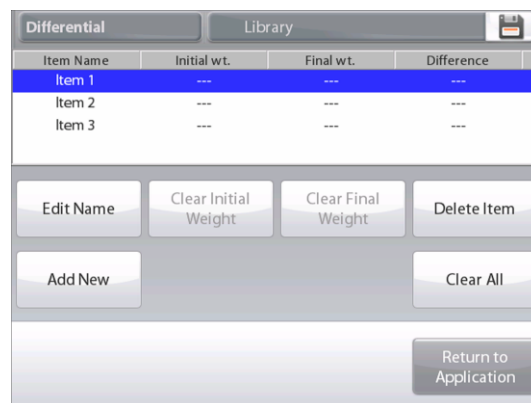 Differential Library
Item Name Initial wt. Final wt. Difference
Item 1 --- --- ---
Item 2 --- --- ---
Item 3 --- --- ---
Edit Name Clear Initial Weight Clear Final Weight Delete Item
Add New Clear All
Return to
Application